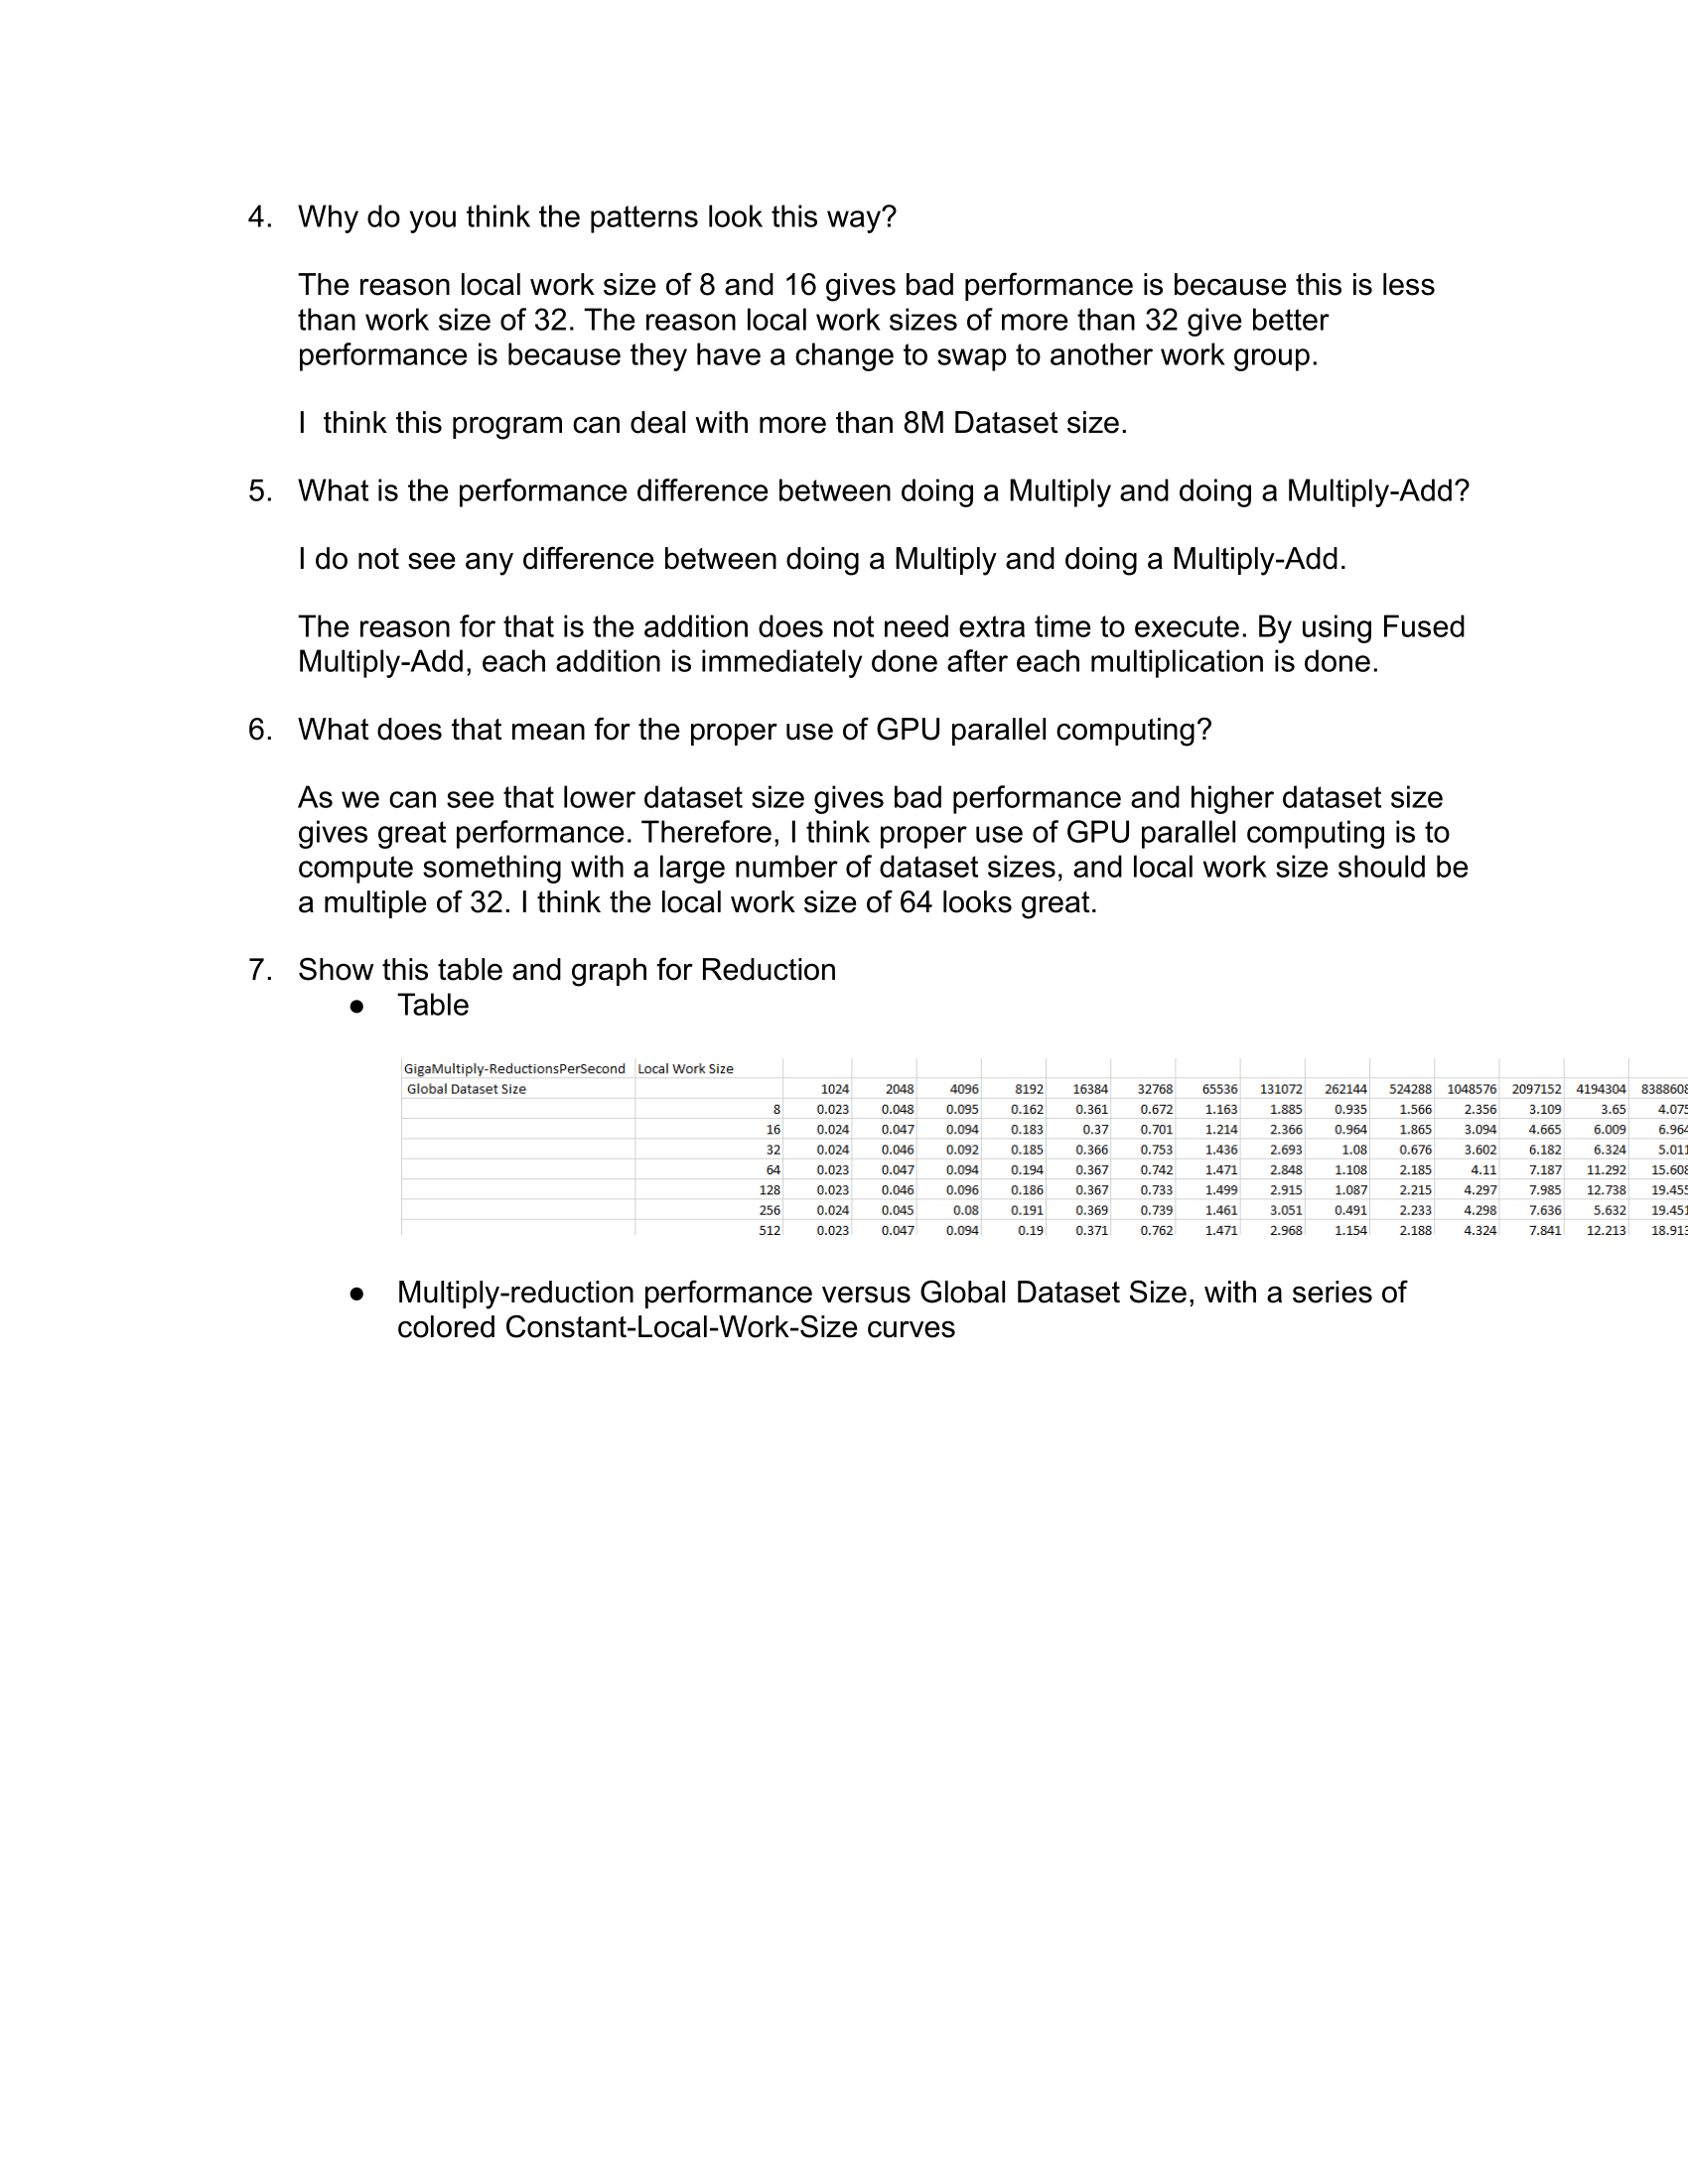 4. Why do you think the patterns look this way?
The reason local work size of 8 and 16 gives bad performance is because this is less
than work size of 32. The reason local work sizes of more than 32 give better
performance is because they have a change to swap to another work group.
I  think this program can deal with more than 8M Dataset size.
5. What is the performance difference between doing a Multiply and doing a Multiply-Add?
I do not see any difference between doing a Multiply and doing a Multiply-Add.
The reason for that is the addition does not need extra time to execute. By using Fused
Multiply-Add, each addition is immediately done after each multiplication is done.
6. What does that mean for the proper use of GPU parallel computing?
As we can see that lower dataset size gives bad performance and higher dataset size
gives great performance. Therefore, I think proper use of GPU parallel computing is to
compute something with a large number of dataset sizes, and local work size should be
a multiple of 32. I think the local work size of 64 looks great.
7. Show this table and graph for Reduction
● Table
GigaMultiply-ReductionsPerSecond Local Work Size
Global Dataset Size 1024 2048 4096 8192 16384 32768 65536 131072 262144 524288 1048576 2097152 4194304 8388608
8 0.023 0.048 0.095 0.162 0.361 0.672 1.163 1.885 0.935 1.566 2.356 3.109 3.65 4.075
16 0.024 0.047 0.094 0.183 0.37 0.701 1.214 2.366 0.964 1.865 3.094 4.665 6.009 6.964
32 0.024 0.046 0.092 0.185 0.366 0.753 1.436 2.693 1.08 0.676 3.602 6.182 6.324 5.011
64 0.023 0.047 0.094 0.194 0.367 0.742 1.471 2.848 1.108 2.185 4.11 7.187 11.292 15.608
128 0.023 0.046 0.096 0.186 0.367 0.733 1.499 2.915 1.087 2.215 4.297 7.985 12.738 19.455
256 0.024 0.045 0.08 0.191 0.369 0.739 1.461 3.051 0.491 2.233 4.298 7.636 5.632 19.451
512 0.023 0.047 0.094 0.19 0.371 0.762 1.471 2.968 1.154 2.188 4.324 7.841 12.213 18.913
● Multiply-reduction performance versus Global Dataset Size, with a series of
colored Constant-Local-Work-Size curves